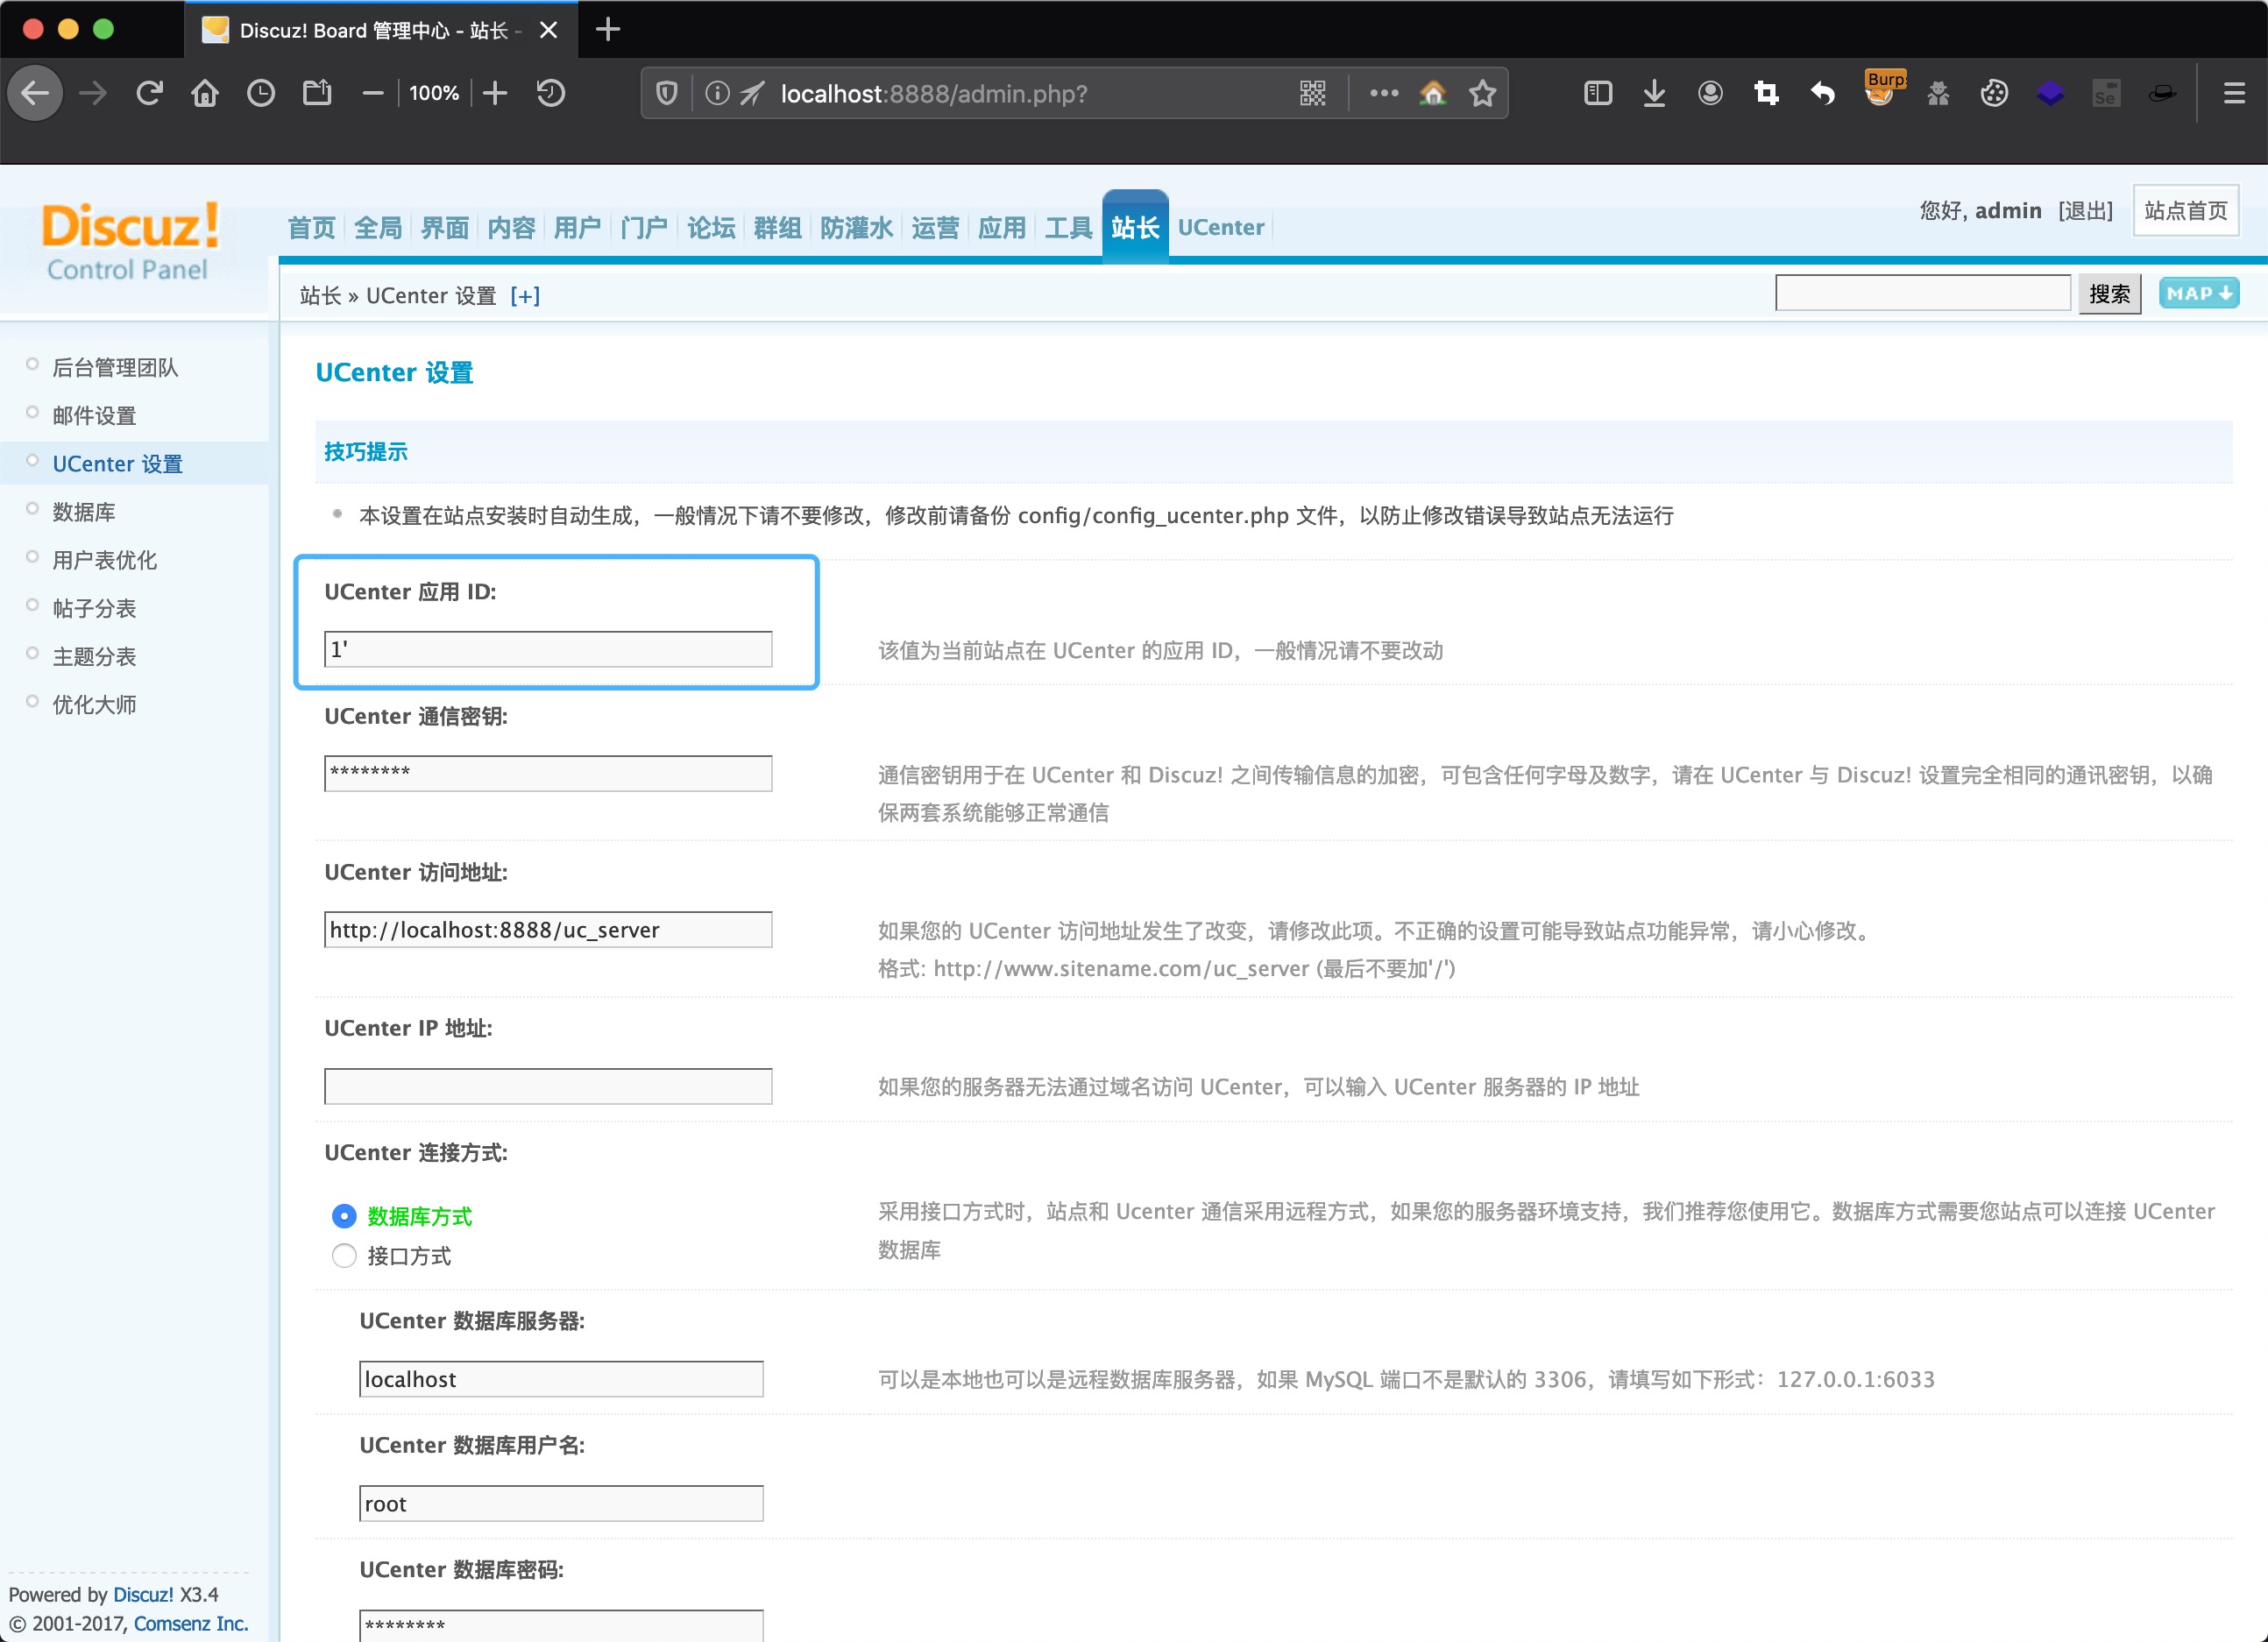 Discuz! Board 管理中心 - 站长 -
100%
localhost:8888/admin.php?
Burp
Se
Discuz!
Control Panel
首页 全局 界面 内容 用户 门户 论坛 群组 防灌水 运营 应用 工具 站长 UCenter
您好, admin [退出] 站点首页
站长 » UCenter 设置 [+]
搜索 MAP
后台管理团队
邮件设置
UCenter 设置
数据库
用户表优化
帖子分表
主题分表
优化大师
UCenter 设置
技巧提示
本设置在站点安装时自动生成，一般情况下请不要修改，修改前请备份 config/config_ucenter.php 文件，以防止修改错误导致站点无法运行
UCenter 应用 ID:
1'
该值为当前站点在 UCenter 的应用 ID，一般情况请不要改动
UCenter 通信密钥:
********
通信密钥用于在 UCenter 和 Discuz! 之间传输信息的加密，可包含任何字母及数字，请在 UCenter 与 Discuz! 设置完全相同的通讯密钥，以确
保两套系统能够正常通信
UCenter 访问地址:
http://localhost:8888/uc_server
如果您的 UCenter 访问地址发生了改变，请修改此项。不正确的设置可能导致站点功能异常，请小心修改。
格式: http://www.sitename.com/uc_server (最后不要加'/')
UCenter IP 地址:
如果您的服务器无法通过域名访问 UCenter，可以输入 UCenter 服务器的 IP 地址
UCenter 连接方式:
数据库方式
接口方式
采用接口方式时，站点和 Ucenter 通信采用远程方式，如果您的服务器环境支持，我们推荐您使用它。数据库方式需要您站点可以连接 UCenter
数据库
UCenter 数据库服务器:
localhost
可以是本地也可以是远程数据库服务器，如果 MySQL 端口不是默认的 3306，请填写如下形式：127.0.0.1:6033
UCenter 数据库用户名:
root
UCenter 数据库密码:
********
Powered by Discuz! X3.4
© 2001-2017, Comsenz Inc.